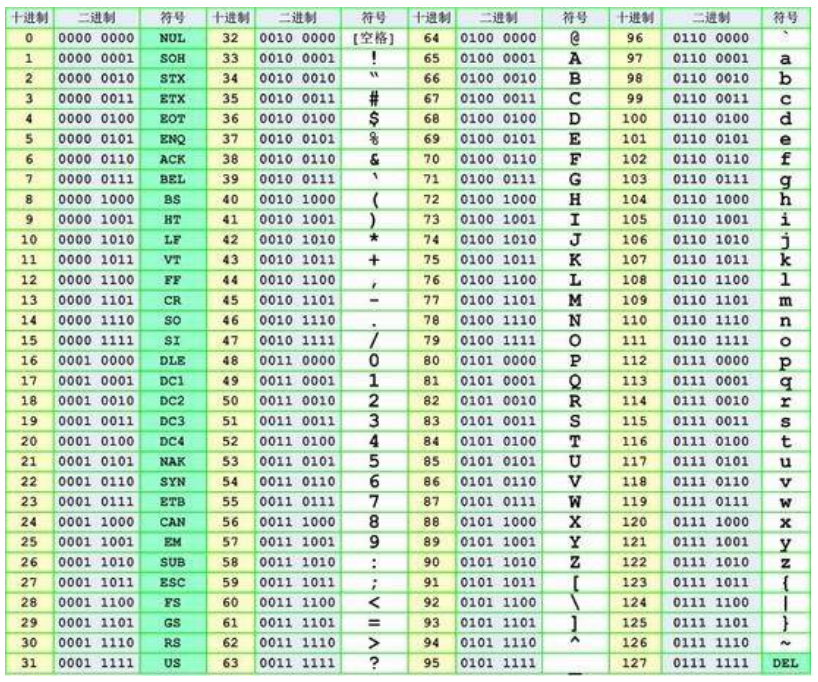 十进制 二进制 符号 十进制 二进制 符号 十进制 二进制 符号 十进制 二进制 符号
0 0000 0000 NUL 32 0010 0000 [空格] 64 0100 0000 @ 96 0110 0000 `
1 0000 0001 SOH 33 0010 0001 ! 65 0100 0001 A 97 0110 0001 a
2 0000 0010 STX 34 0010 0010 " 66 0100 0010 B 98 0110 0010 b
3 0000 0011 ETX 35 0010 0011 # 67 0100 0011 C 99 0110 0011 c
4 0000 0100 EOT 36 0010 0100 $ 68 0100 0100 D 100 0110 0100 d
5 0000 0101 ENQ 37 0010 0101 % 69 0100 0101 E 101 0110 0101 e
6 0000 0110 ACK 38 0010 0110 & 70 0100 0110 F 102 0110 0110 f
7 0000 0111 BEL 39 0010 0111 ` 71 0100 0111 G 103 0110 0111 g
8 0000 1000 BS 40 0010 1000 ( 72 0100 1000 H 104 0110 1000 h
9 0000 1001 HT 41 0010 1001 ) 73 0100 1001 I 105 0110 1001 i
10 0000 1010 LF 42 0010 1010 * 74 0100 1010 J 106 0110 1010 j
11 0000 1011 VT 43 0010 1011 + 75 0100 1011 K 107 0110 1011 k
12 0000 1100 FF 44 0010 1100 , 76 0100 1100 L 108 0110 1100 l
13 0000 1101 CR 45 0010 1101 - 77 0100 1101 M 109 0110 1101 m
14 0000 1110 SO 46 0010 1110 . 78 0100 1110 N 110 0110 1110 n
15 0000 1111 SI 47 0010 1111 / 79 0100 1111 O 111 0110 1111 o
16 0001 0000 DLE 48 0011 0000 0 80 0101 0000 P 112 0111 0000 p
17 0001 0001 DC1 49 0011 0001 1 81 0101 0001 Q 113 0111 0001 q
18 0001 0010 DC2 50 0011 0010 2 82 0101 0010 R 114 0111 0010 r
19 0001 0011 DC3 51 0011 0011 3 83 0101 0011 S 115 0111 0011 s
20 0001 0100 DC4 52 0011 0100 4 84 0101 0100 T 116 0111 0100 t
21 0001 0101 NAK 53 0011 0101 5 85 0101 0101 U 117 0111 0101 u
22 0001 0110 SYN 54 0011 0110 6 86 0101 0110 V 118 0111 0110 v
23 0001 0111 ETB 55 0011 0111 7 87 0101 0111 W 119 0111 0111 w
24 0001 1000 CAN 56 0011 1000 8 88 0101 1000 X 120 0111 1000 x
25 0001 1001 EM 57 0011 1001 9 89 0101 1001 Y 121 0111 1001 y
26 0001 1010 SUB 58 0011 1010 : 90 0101 1010 Z 122 0111 1010 z
27 0001 1011 ESC 59 0011 1011 ; 91 0101 1011 [ 123 0111 1011 {
28 0001 1100 FS 60 0011 1100 < 92 0101 1100 \ 124 0111 1100 |
29 0001 1101 GS 61 0011 1101 = 93 0101 1101 ] 125 0111 1101 }
30 0001 1110 RS 62 0011 1110 > 94 0101 1110 ^ 126 0111 1110 ~
31 0001 1111 US 63 0011 1111 ? 95 0101 1111 _ 127 0111 1111 DEL